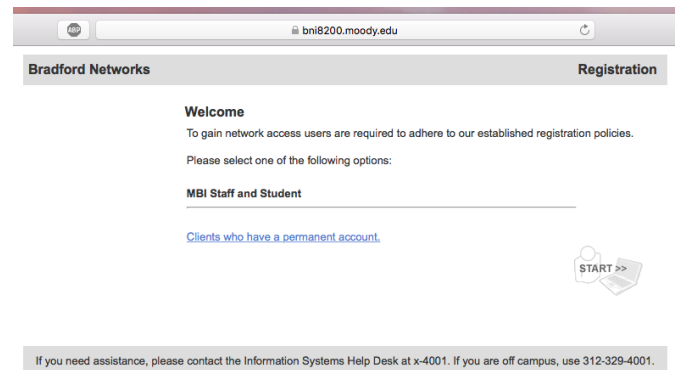 ABP
bni8200.moody.edu
Bradford Networks Registration
Welcome
To gain network access users are required to adhere to our established registration policies.
Please select one of the following options:
MBI Staff and Student
Clients who have a permanent account.
START >>
If you need assistance, please contact the Information Systems Help Desk at x-4001. If you are off campus, use 312-329-4001.